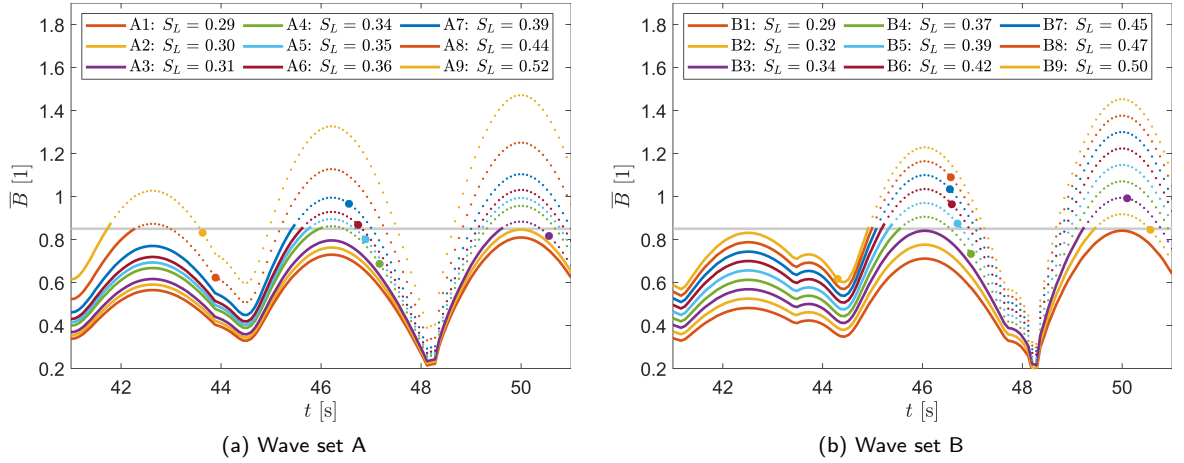 A1: S_L = 0.29 A4: S_L = 0.34 A7: S_L = 0.39
A2: S_L = 0.30 A5: S_L = 0.35 A8: S_L = 0.44
A3: S_L = 0.31 A6: S_L = 0.36 A9: S_L = 0.52
1.8
1.6
1.4
1.2
1
0.8
0.6
0.4
0.2
B̅ [1]
42 44 46 48 50
t [s]
(a) Wave set A
B1: S_L = 0.29 B4: S_L = 0.37 B7: S_L = 0.45
B2: S_L = 0.32 B5: S_L = 0.39 B8: S_L = 0.47
B3: S_L = 0.34 B6: S_L = 0.42 B9: S_L = 0.50
1.8
1.6
1.4
1.2
1
0.8
0.6
0.4
0.2
B̅ [1]
42 44 46 48 50
t [s]
(b) Wave set B